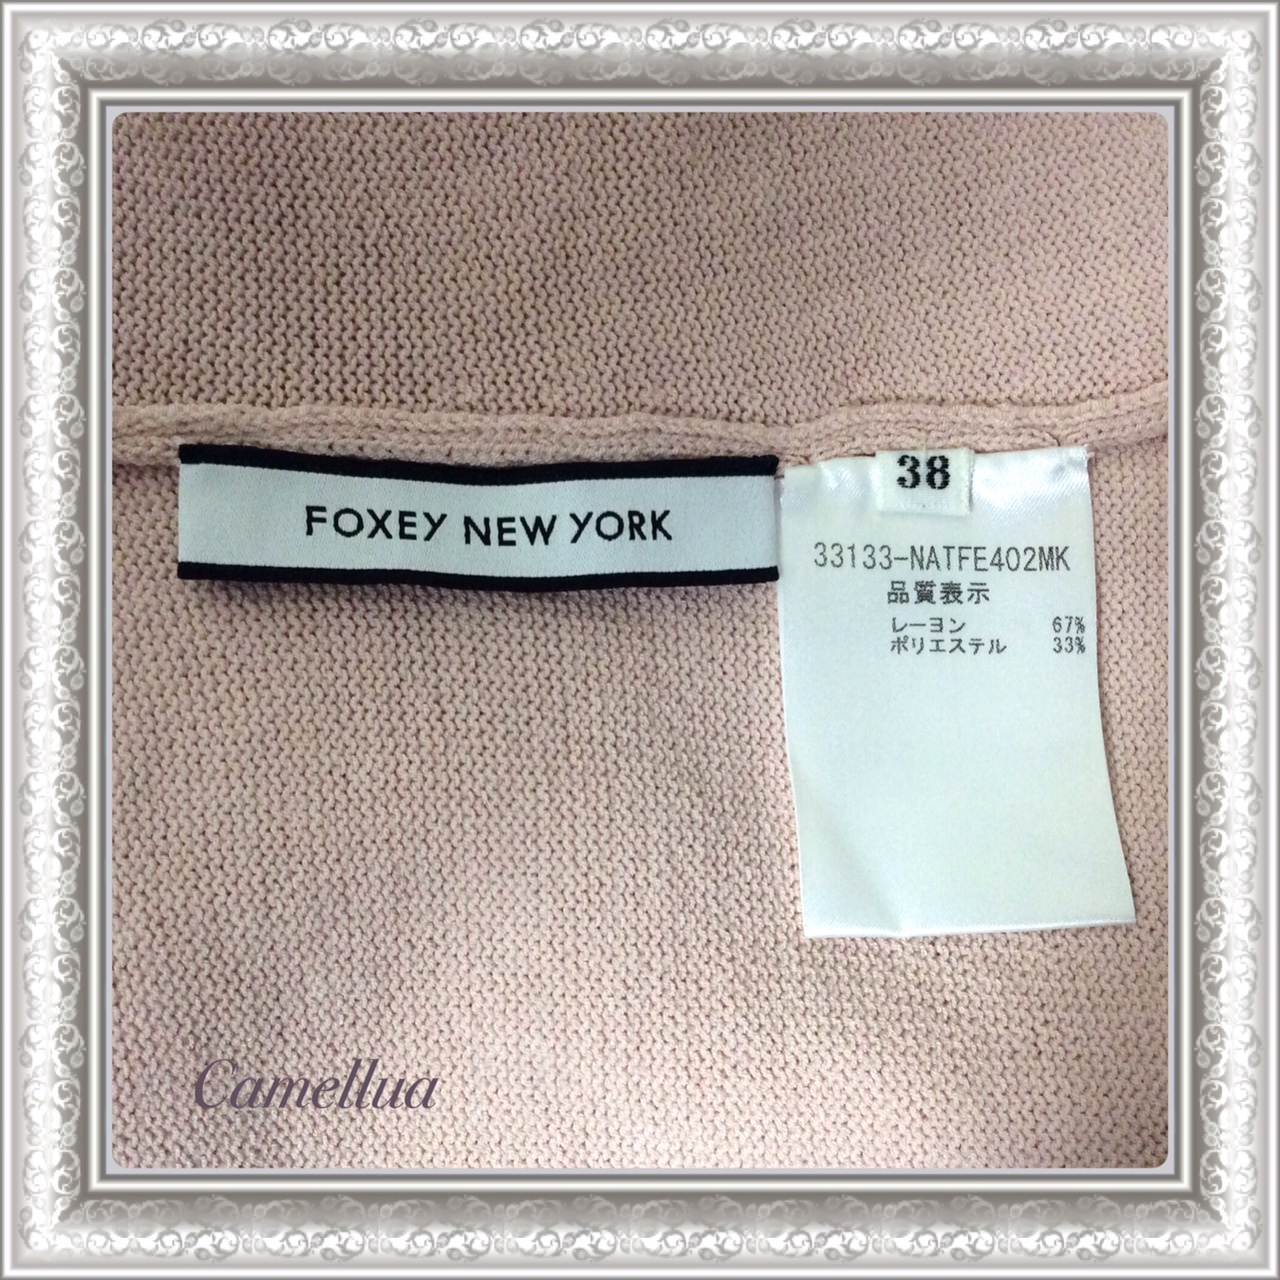 FOXEY NEW YORK
38
33133-NATFE402MK
品質表示
レーヨン 67%
ポリエステル 33%
Camellua